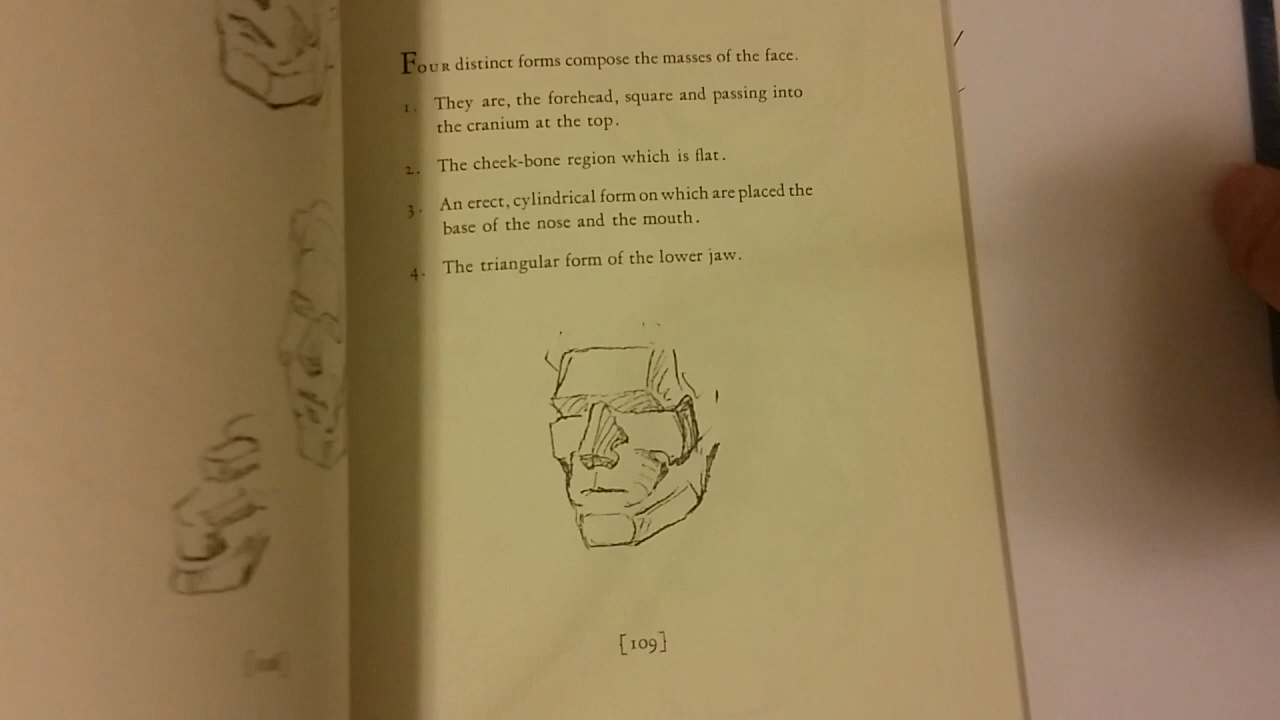 FOUR distinct forms compose the masses of the face.
1. They are, the forehead, square and passing into
the cranium at the top.
2. The cheek-bone region which is flat.
3. An erect, cylindrical form on which are placed the
base of the nose and the mouth.
4. The triangular form of the lower jaw.
[109]